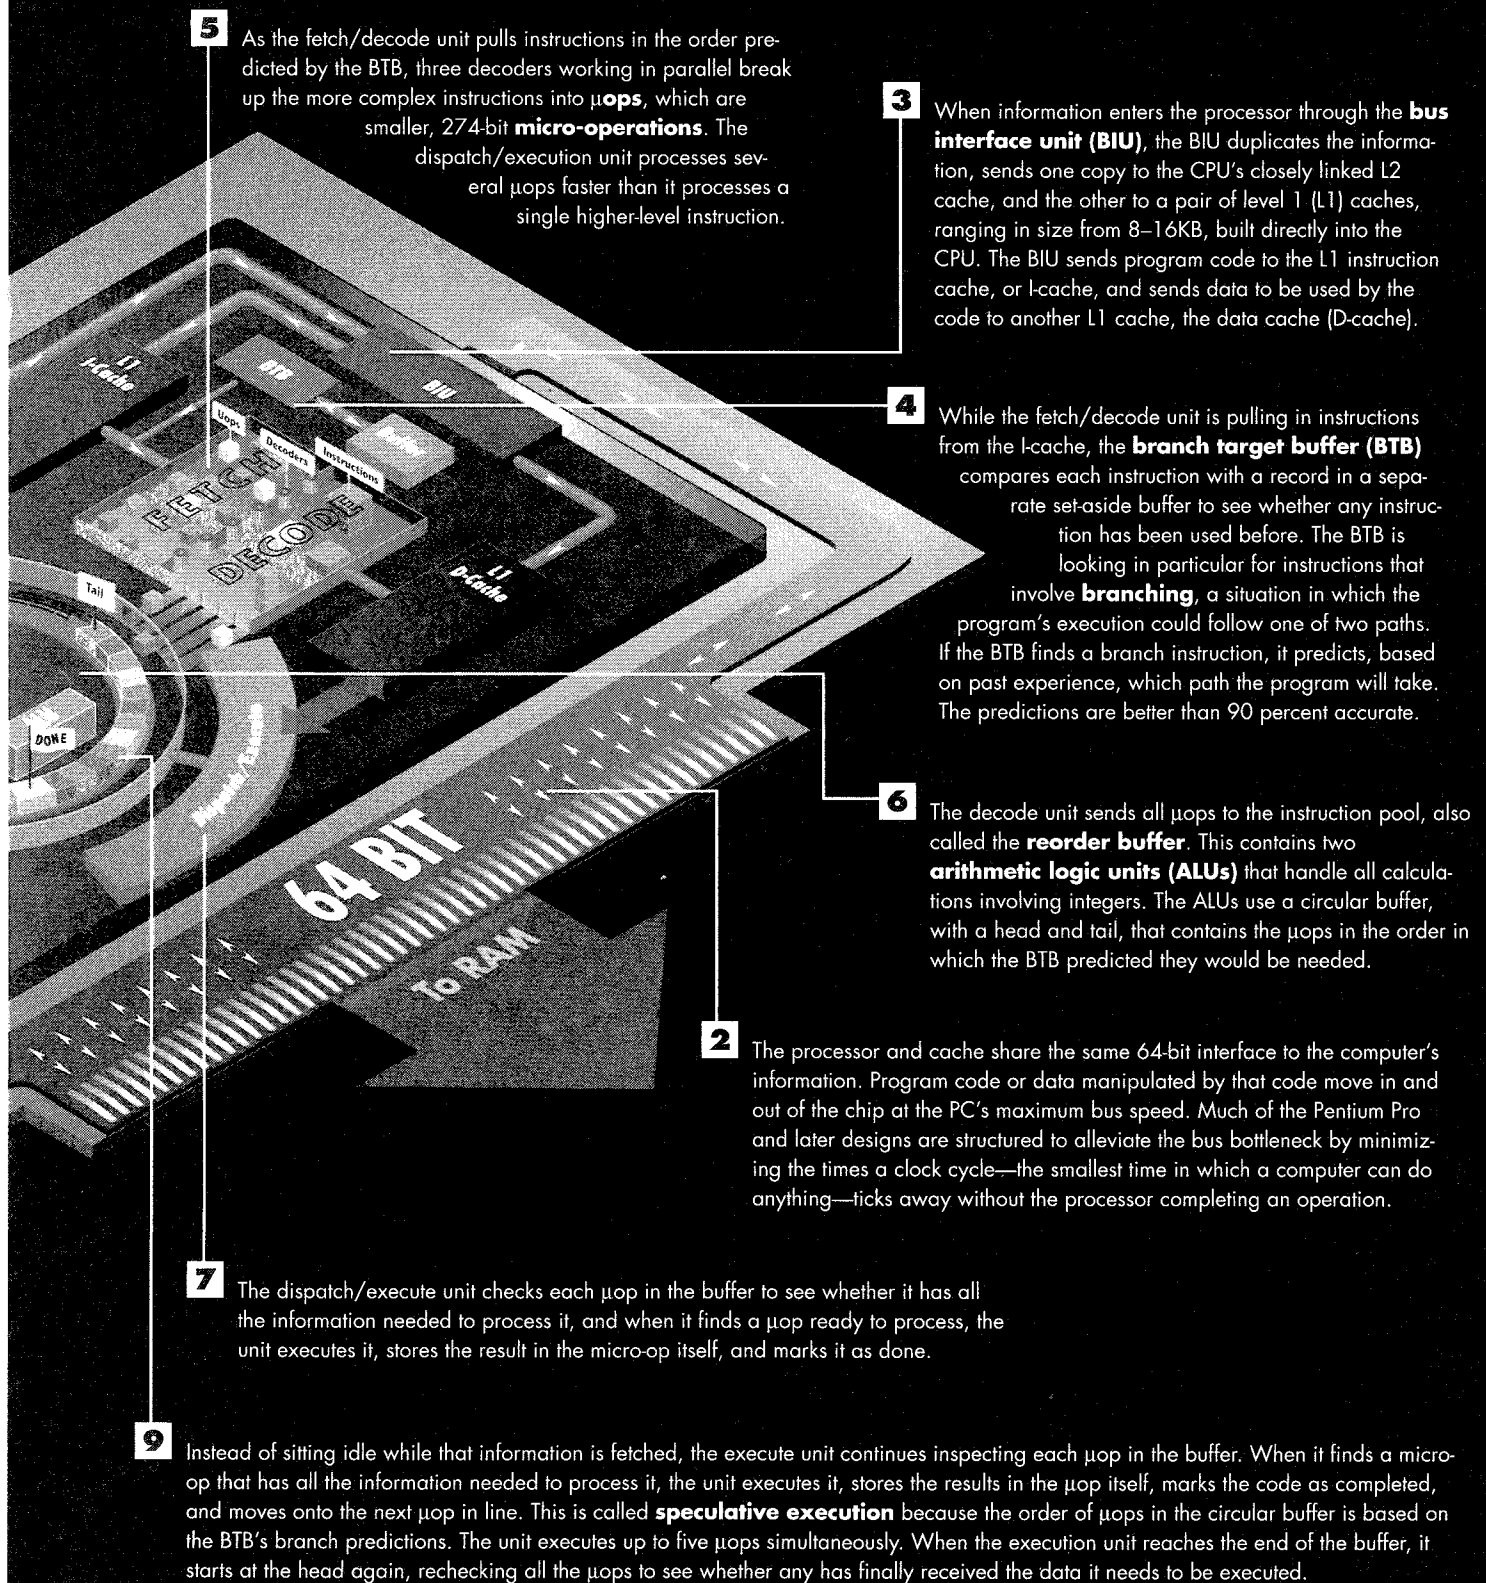 5
As the fetch/decode unit pulls instructions in the order pre-
dicted by the BTB, three decoders working in parallel break
up the more complex instructions into µops, which are
smaller, 274-bit micro-operations. The
dispatch/execution unit processes sev-
eral µops faster than it processes a
single higher-level instruction.
3
When information enters the processor through the bus
interface unit (BIU), the BIU duplicates the informa-
tion, sends one copy to the CPU's closely linked L2
cache, and the other to a pair of level 1 (L1) caches,
ranging in size from 8–16KB, built directly into the
CPU. The BIU sends program code to the L1 instruction
cache, or I-cache, and sends data to be used by the
code to another L1 cache, the data cache (D-cache).
L1
I-Cache
BTB
BIU
Buffer
Uops
Decoders
Instructions
FETCH
DECODE
L1
D-Cache
4
While the fetch/decode unit is pulling in instructions
from the I-cache, the branch target buffer (BTB)
compares each instruction with a record in a sepa-
rate set-aside buffer to see whether any instruc-
tion has been used before. The BTB is
looking in particular for instructions that
involve branching, a situation in which the
program's execution could follow one of two paths.
If the BTB finds a branch instruction, it predicts, based
on past experience, which path the program will take.
The predictions are better than 90 percent accurate.
Tail
DONE
Dispatch/Execute
64 BIT
To RAM
6
The decode unit sends all µops to the instruction pool, also
called the reorder buffer. This contains two
arithmetic logic units (ALUs) that handle all calcula-
tions involving integers. The ALUs use a circular buffer,
with a head and tail, that contains the µops in the order in
which the BTB predicted they would be needed.
2
The processor and cache share the same 64-bit interface to the computer's
information. Program code or data manipulated by that code move in and
out of the chip at the PC's maximum bus speed. Much of the Pentium Pro
and later designs are structured to alleviate the bus bottleneck by minimiz-
ing the times a clock cycle—the smallest time in which a computer can do
anything—ticks away without the processor completing an operation.
7
The dispatch/execute unit checks each µop in the buffer to see whether it has all
the information needed to process it, and when it finds a µop ready to process, the
unit executes it, stores the result in the micro-op itself, and marks it as done.
9
Instead of sitting idle while that information is fetched, the execute unit continues inspecting each µop in the buffer. When it finds a micro-
op that has all the information needed to process it, the unit executes it, stores the results in the µop itself, marks the code as completed,
and moves onto the next µop in line. This is called speculative execution because the order of µops in the circular buffer is based on
the BTB's branch predictions. The unit executes up to five µops simultaneously. When the execution unit reaches the end of the buffer, it
starts at the head again, rechecking all the µops to see whether any has finally received the data it needs to be executed.